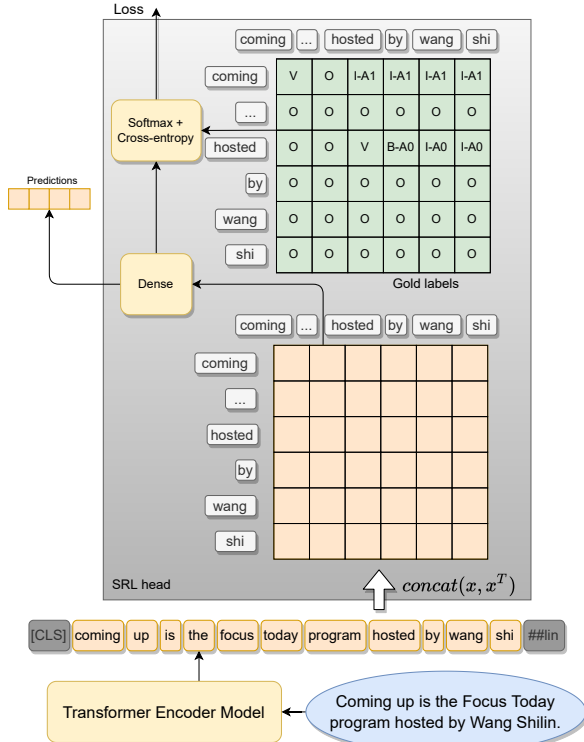 Loss
coming ... hosted by wang shi
coming V O I-A1 I-A1 I-A1 I-A1
... O O O O O O
hosted O O V B-A0 I-A0 I-A0
by O O O O O O
wang O O O O O O
shi O O O O O O
Softmax +
Cross-entropy
Predictions
Dense
Gold labels
coming ... hosted by wang shi
coming
...
hosted
by
wang
shi
SRL head
concat(x, x^T)
[CLS] coming up is the focus today program hosted by wang shi ##lin
Transformer Encoder Model
Coming up is the Focus Today
program hosted by Wang Shilin.